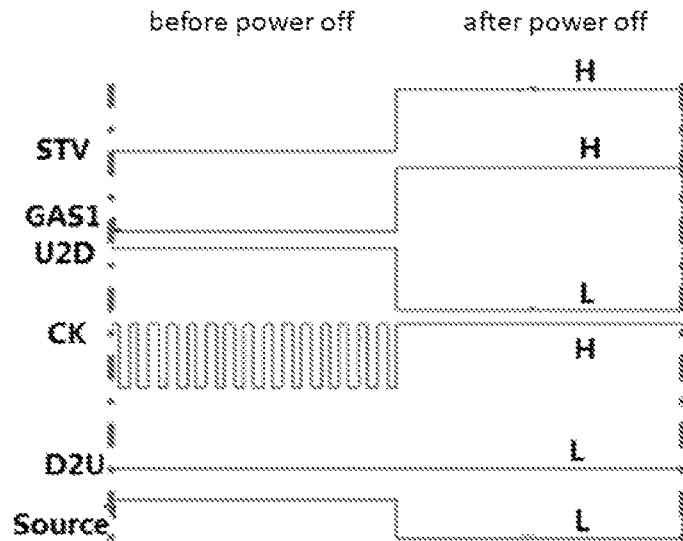 before power off after power off
H
STV
H
GAS1
U2D
L
CK
H
L
D2U
Source
L